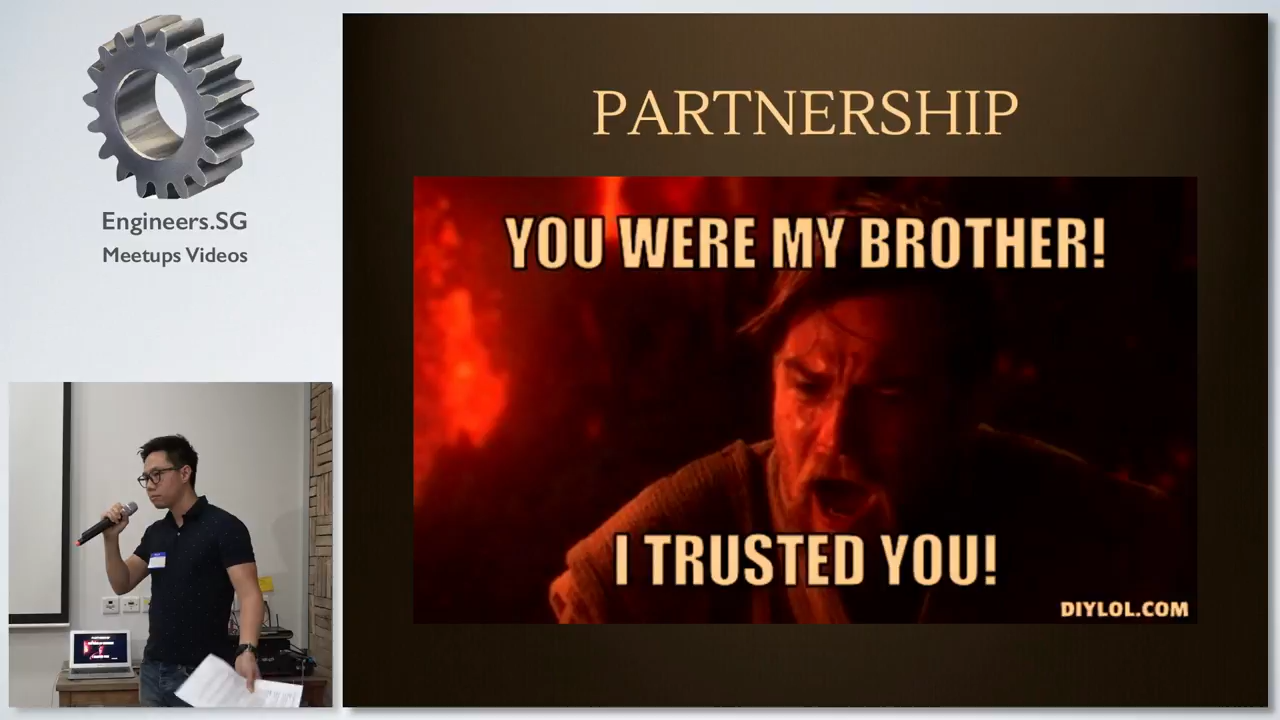 Engineers.SG
Meetups Videos
PARTNERSHIP
YOU WERE MY BROTHER!
I TRUSTED YOU!
DIYLOL.COM